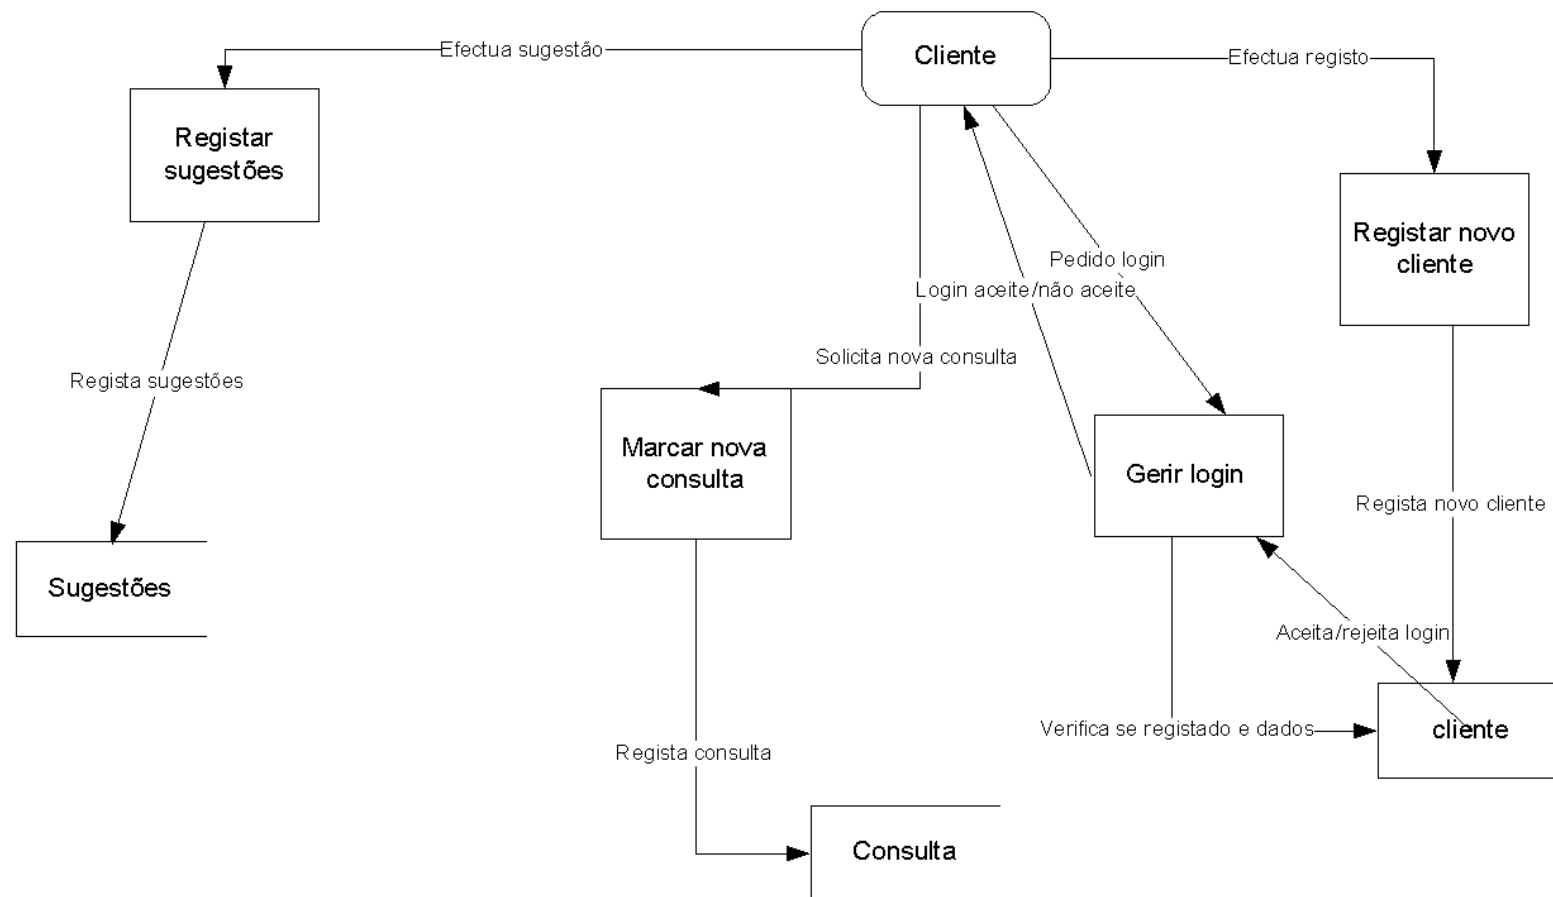 Efectua sugestão
Cliente
Efectua registo
Registar
sugestões
Registar novo
cliente
Pedido login
Login aceite/não aceite
Solicita nova consulta
Regista sugestões
Marcar nova
consulta
Gerir login
Regista novo cliente
Sugestões
Aceita/rejeita login
Verifica se registado e dados
cliente
Regista consulta
Consulta